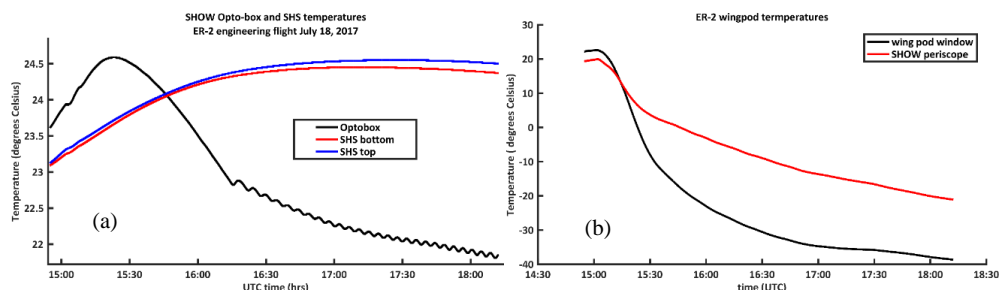 SHOW Opto-box and SHS temperatures
ER-2 engineering flight July 18, 2017
Temperature (degrees Celsius)
24.5
24
23.5
23
22.5
22
Optobox
SHS bottom
SHS top
(a)
15:00 15:30 16:00 16:30 17:00 17:30 18:00
UTC time (hrs)
ER-2 wingpod termperatures
Temperature ( degrees Celsius)
30
20
10
0
-10
-20
-30
-40
wing pod window
SHOW periscope
(b)
14:30 15:00 15:30 16:00 16:30 17:00 17:30 18:00 18:30
time (UTC)